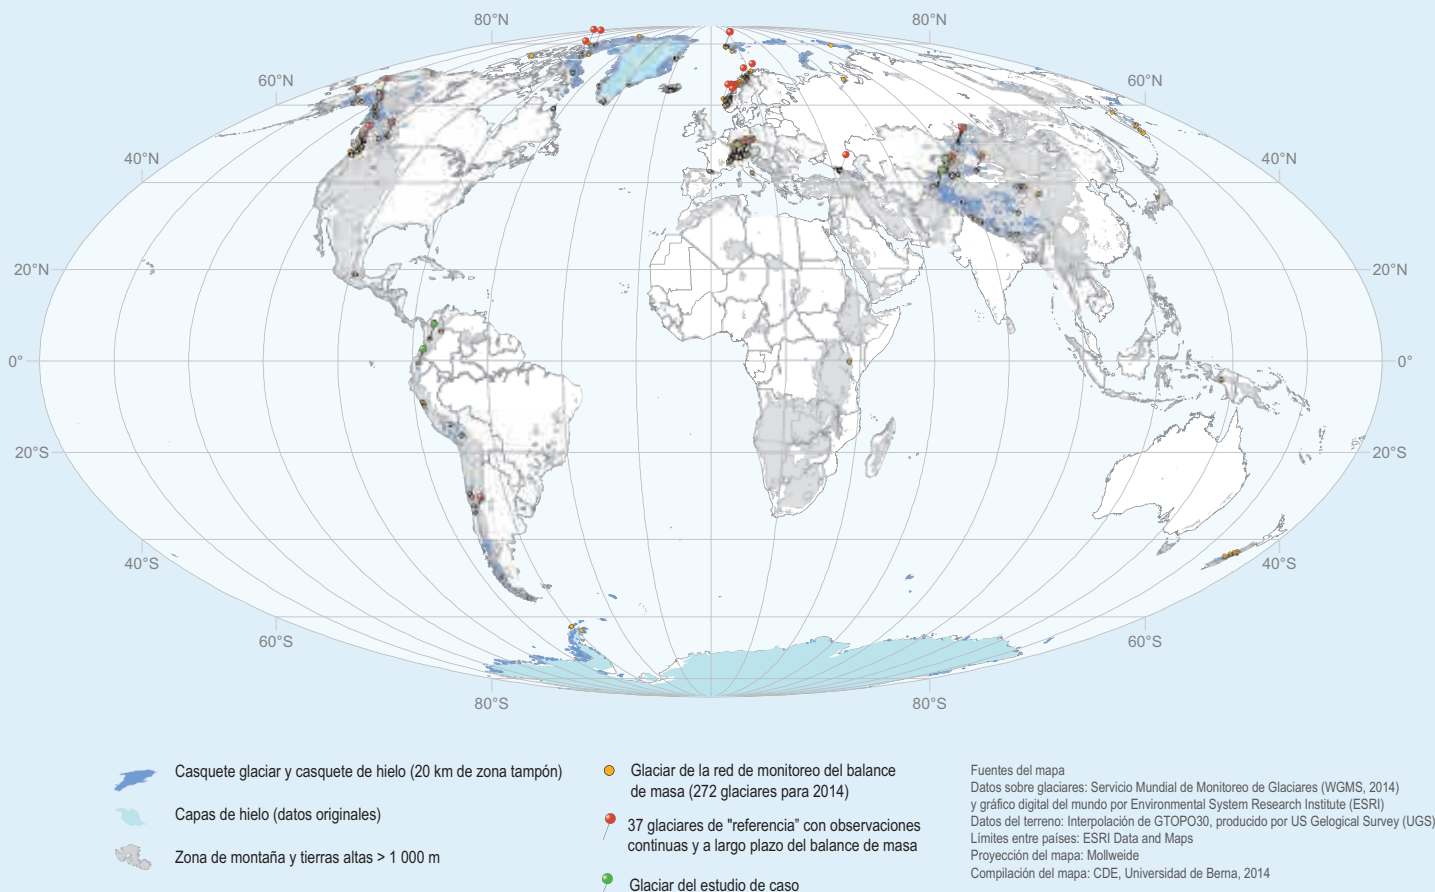 80°N 80°N
60°N 60°N
40°N 40°N
20°N 20°N
0° 0°
20°S 20°S
40°S 40°S
60°S 60°S
80°S 80°S
Casquete glaciar y casquete de hielo (20 km de zona tampón)
Capas de hielo (datos originales)
Zona de montaña y tierras altas > 1 000 m
Glaciar de la red de monitoreo del balance
de masa (272 glaciares para 2014)
37 glaciares de "referencia” con observaciones
continuas y a largo plazo del balance de masa
Glaciar del estudio de caso
Fuentes del mapa
Datos sobre glaciares: Servicio Mundial de Monitoreo de Glaciares (WGMS, 2014)
y gráfico digital del mundo por Environmental System Research Institute (ESRI)
Datos del terreno: Interpolación de GTOPO30, producido por US Gelogical Survey (UGS)
Límites entre países: ESRI Data and Maps
Proyección del mapa: Mollweide
Compilación del mapa: CDE, Universidad de Berna, 2014